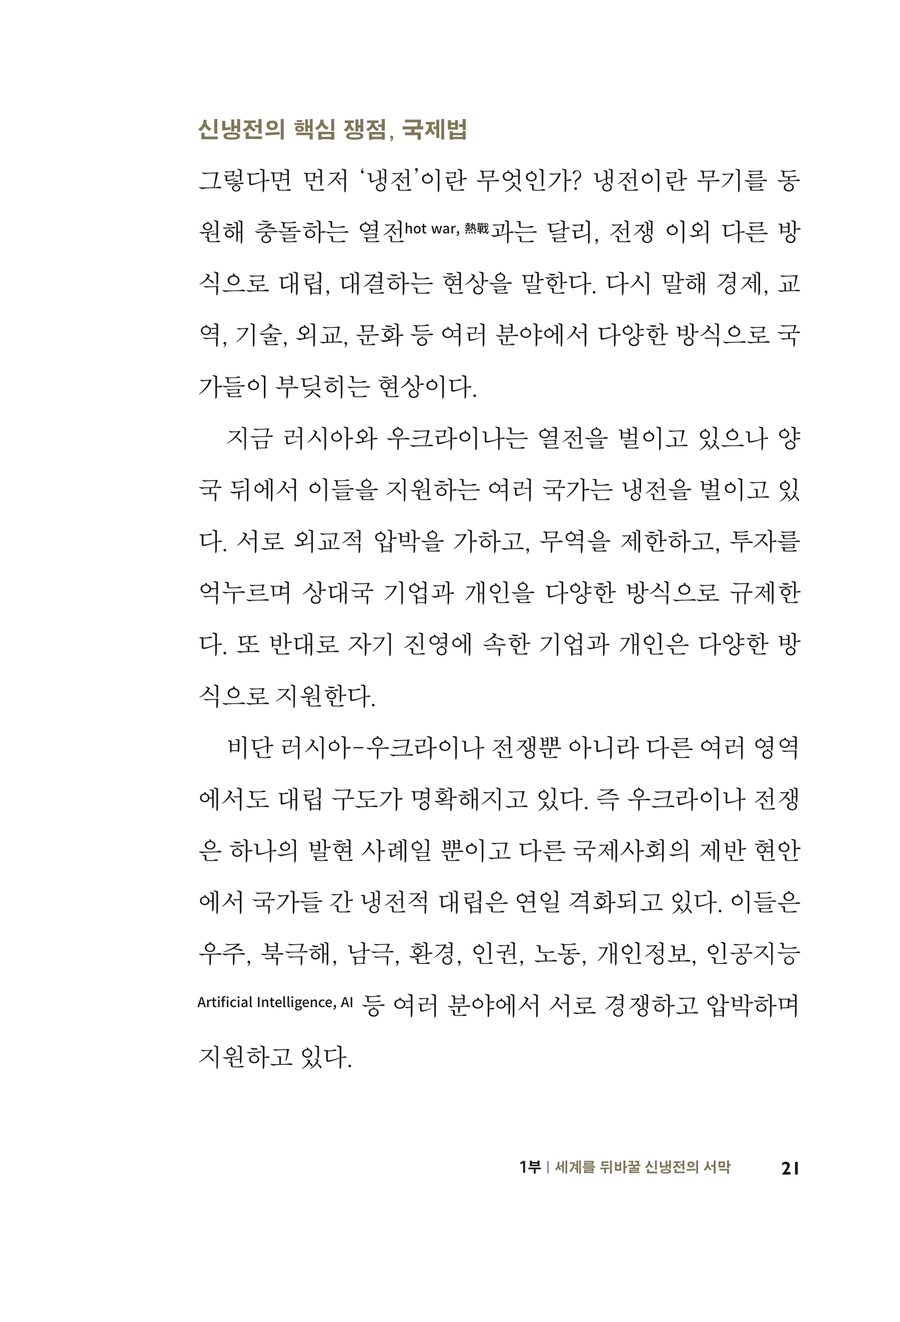 신냉전의 핵심 쟁점, 국제법
그렇다면 먼저 ‘냉전’이란 무엇인가? 냉전이란 무기를 동
원해 충돌하는 열전hot war, 熱戰과는 달리, 전쟁 이외 다른 방
식으로 대립, 대결하는 현상을 말한다. 다시 말해 경제, 교
역, 기술, 외교, 문화 등 여러 분야에서 다양한 방식으로 국
가들이 부딪히는 현상이다.
지금 러시아와 우크라이나는 열전을 벌이고 있으나 양
국 뒤에서 이들을 지원하는 여러 국가는 냉전을 벌이고 있
다. 서로 외교적 압박을 가하고, 무역을 제한하고, 투자를
억누르며 상대국 기업과 개인을 다양한 방식으로 규제한
다. 또 반대로 자기 진영에 속한 기업과 개인은 다양한 방
식으로 지원한다.
비단 러시아-우크라이나 전쟁뿐 아니라 다른 여러 영역
에서도 대립 구도가 명확해지고 있다. 즉 우크라이나 전쟁
은 하나의 발현 사례일 뿐이고 다른 국제사회의 제반 현안
에서 국가들 간 냉전적 대립은 연일 격화되고 있다. 이들은
우주, 북극해, 남극, 환경, 인권, 노동, 개인정보, 인공지능
Artificial Intelligence, AI 등 여러 분야에서 서로 경쟁하고 압박하며
지원하고 있다.
1부 | 세계를 뒤바꿀 신냉전의 서막 21